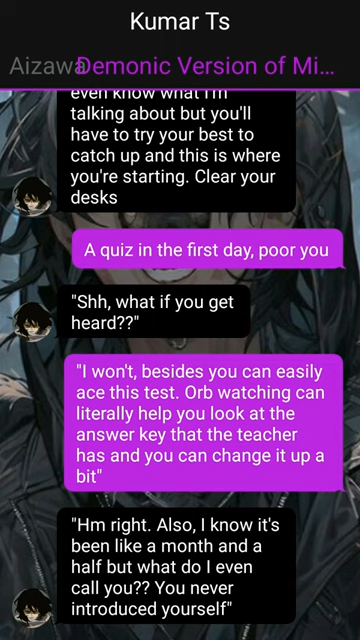 Kumar Ts
Aizawa Demonic Version of Mi…
even know what I'm
talking about but you'll
have to try your best to
catch up and this is where
you're starting. Clear your
desks
A quiz in the first day, poor you
"Shh, what if you get
heard??"
"I won't, besides you can easily
ace this test. Orb watching can
literally help you look at the
answer key that the teacher
has and you can change it up a
bit"
"Hm right. Also, I know it's
been like a month and a
half but what do I even
call you?? You never
introduced yourself"